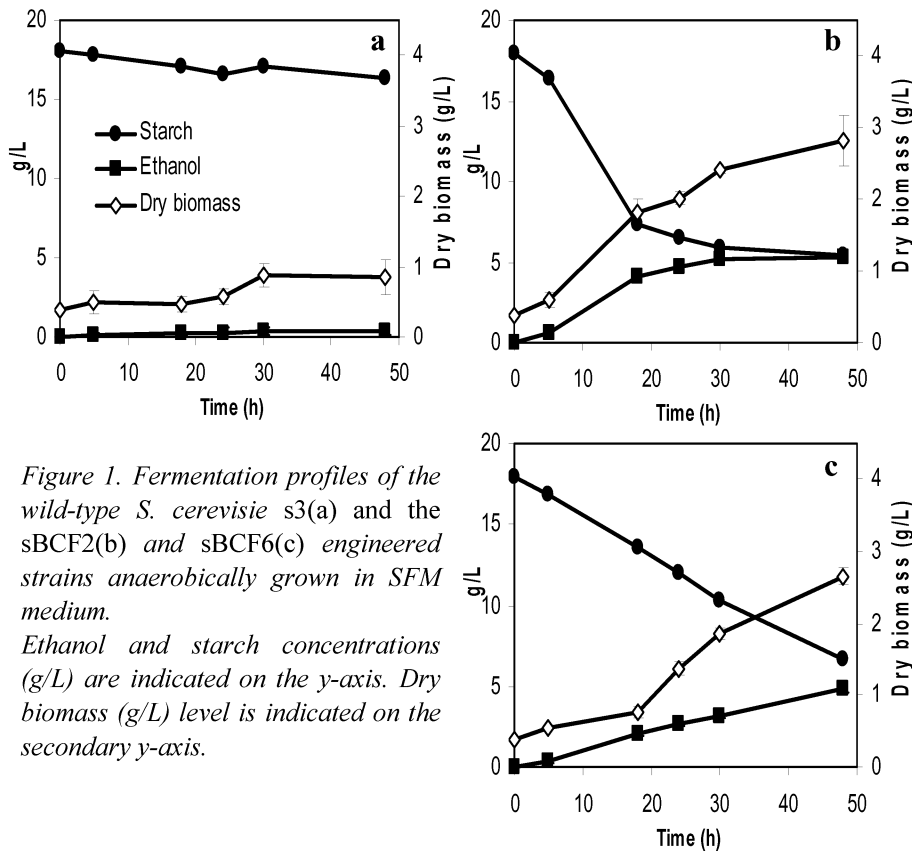 a
20
15
10
5
0
g/L
Starch
Ethanol
Dry biomass
4
3
2
1
0
Dry biomass (g/L)
0 10 20 30 40 50
Time (h)
b
20
15
10
5
0
g/L
4
3
2
1
0
Dry biomass (g/L)
0 10 20 30 40 50
Time (h)
Figure 1. Fermentation profiles of the
wild-type S. cerevisie s3(a) and the
sBCF2(b) and sBCF6(c) engineered
strains anaerobically grown in SFM
medium.
Ethanol and starch concentrations
(g/L) are indicated on the y-axis. Dry
biomass (g/L) level is indicated on the
secondary y-axis.
c
20
15
10
5
0
g/L
4
3
2
1
0
Dry biomass (g/L)
0 10 20 30 40 50
Time (h)